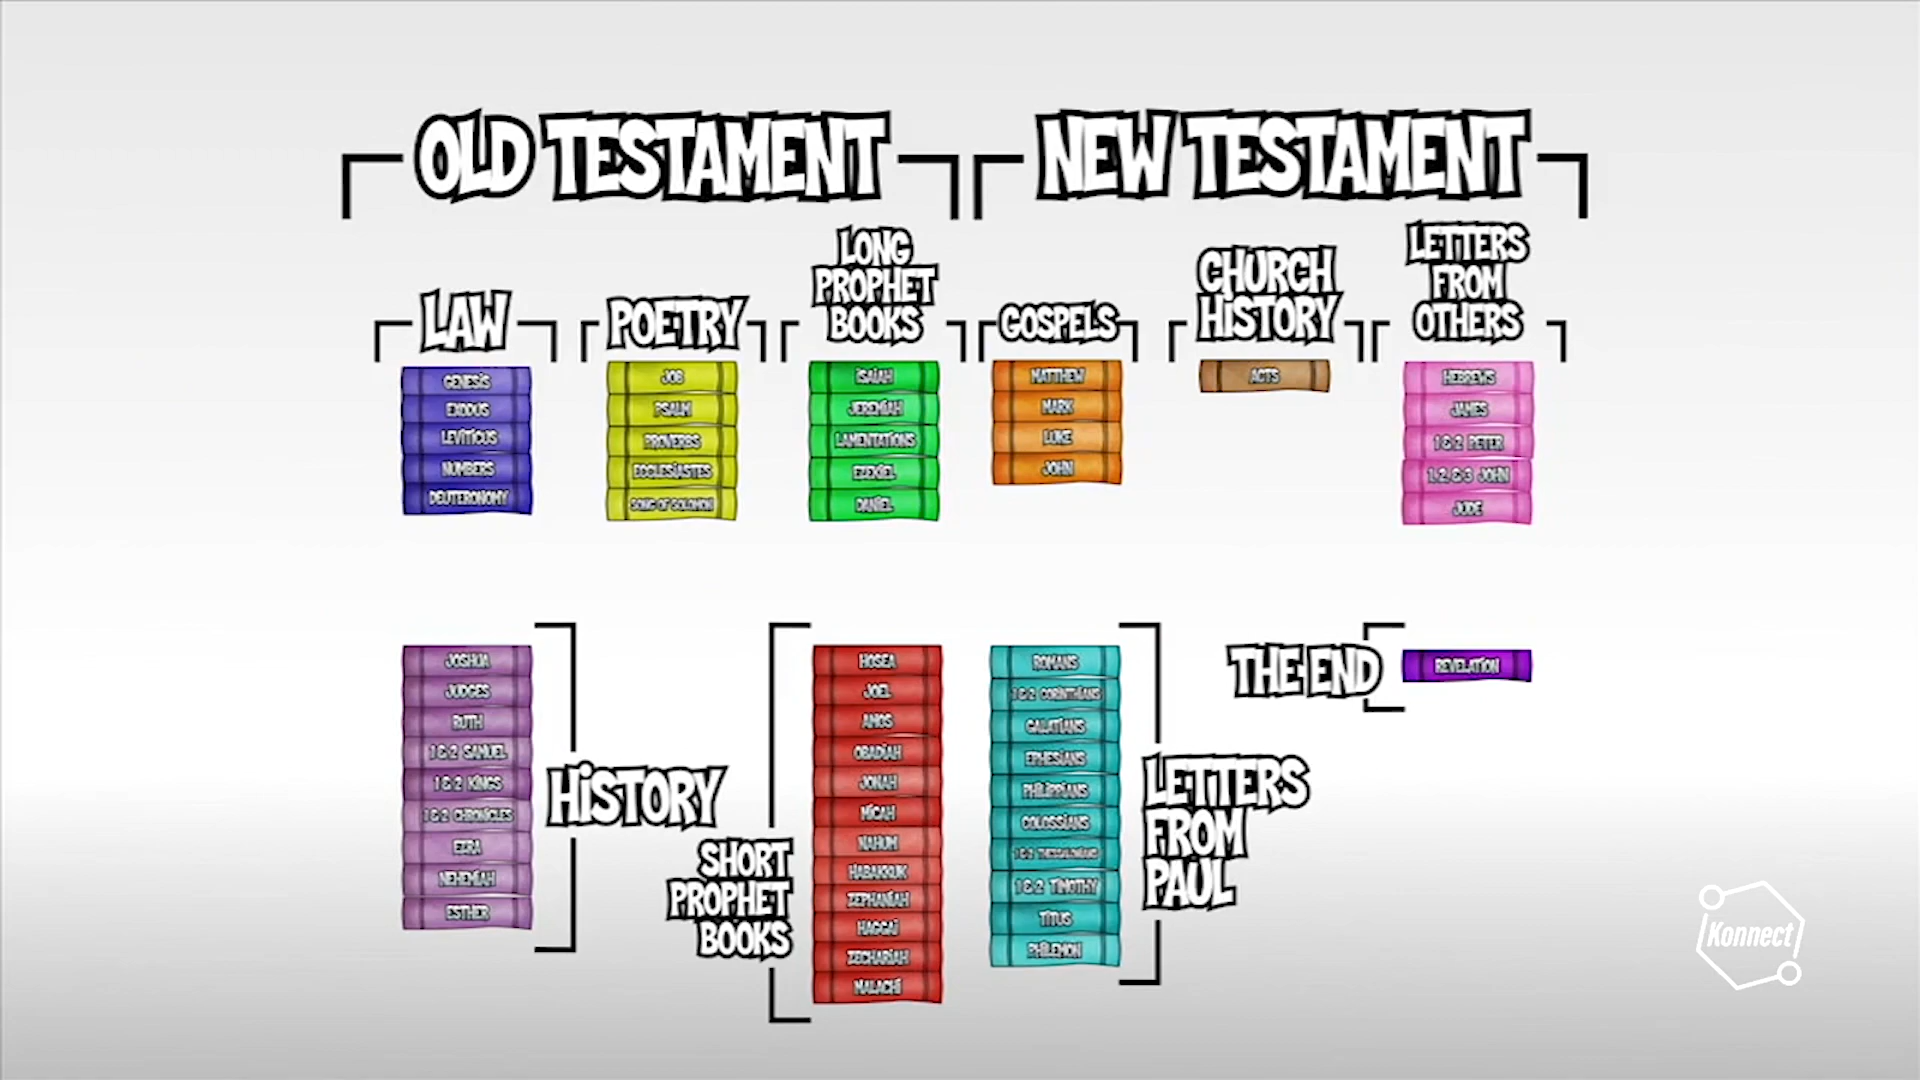 OLD TESTAMENT
NEW TESTAMENT
LAW
GENESIS
EXODUS
LEVITICUS
NUMBERS
DEUTERONOMY
POETRY
JOB
PSALM
PROVERBS
ECCLESIASTES
SONG OF SOLOMON
LONG
PROPHET
BOOKS
ISAIAH
JEREMIAH
LAMENTATIONS
EZEKIEL
DANIEL
GOSPELS
MATTHEW
MARK
LUKE
JOHN
CHURCH
HISTORY
ACTS
LETTERS
FROM
OTHERS
HEBREWS
JAMES
1 & 2 PETER
1, 2, & 3 JOHN
JUDE
HISTORY
JOSHUA
JUDGES
RUTH
1 & 2 SAMUEL
1 & 2 KINGS
1 & 2 CHRONICLES
EZRA
NEHEMIAH
ESTHER
SHORT
PROPHET
BOOKS
HOSEA
JOEL
AMOS
OBADIAH
JONAH
MICAH
NAHUM
HABAKKUK
ZEPHANIAH
HAGGAI
ZECHARIAH
MALACHI
LETTERS
FROM
PAUL
ROMANS
1 & 2 CORINTHIANS
GALATIANS
EPHESIANS
PHILIPPIANS
COLOSSIANS
1 & 2 THESSALONIANS
1 & 2 TIMOTHY
TITUS
PHILEMON
THE END
REVELATION
Konnect